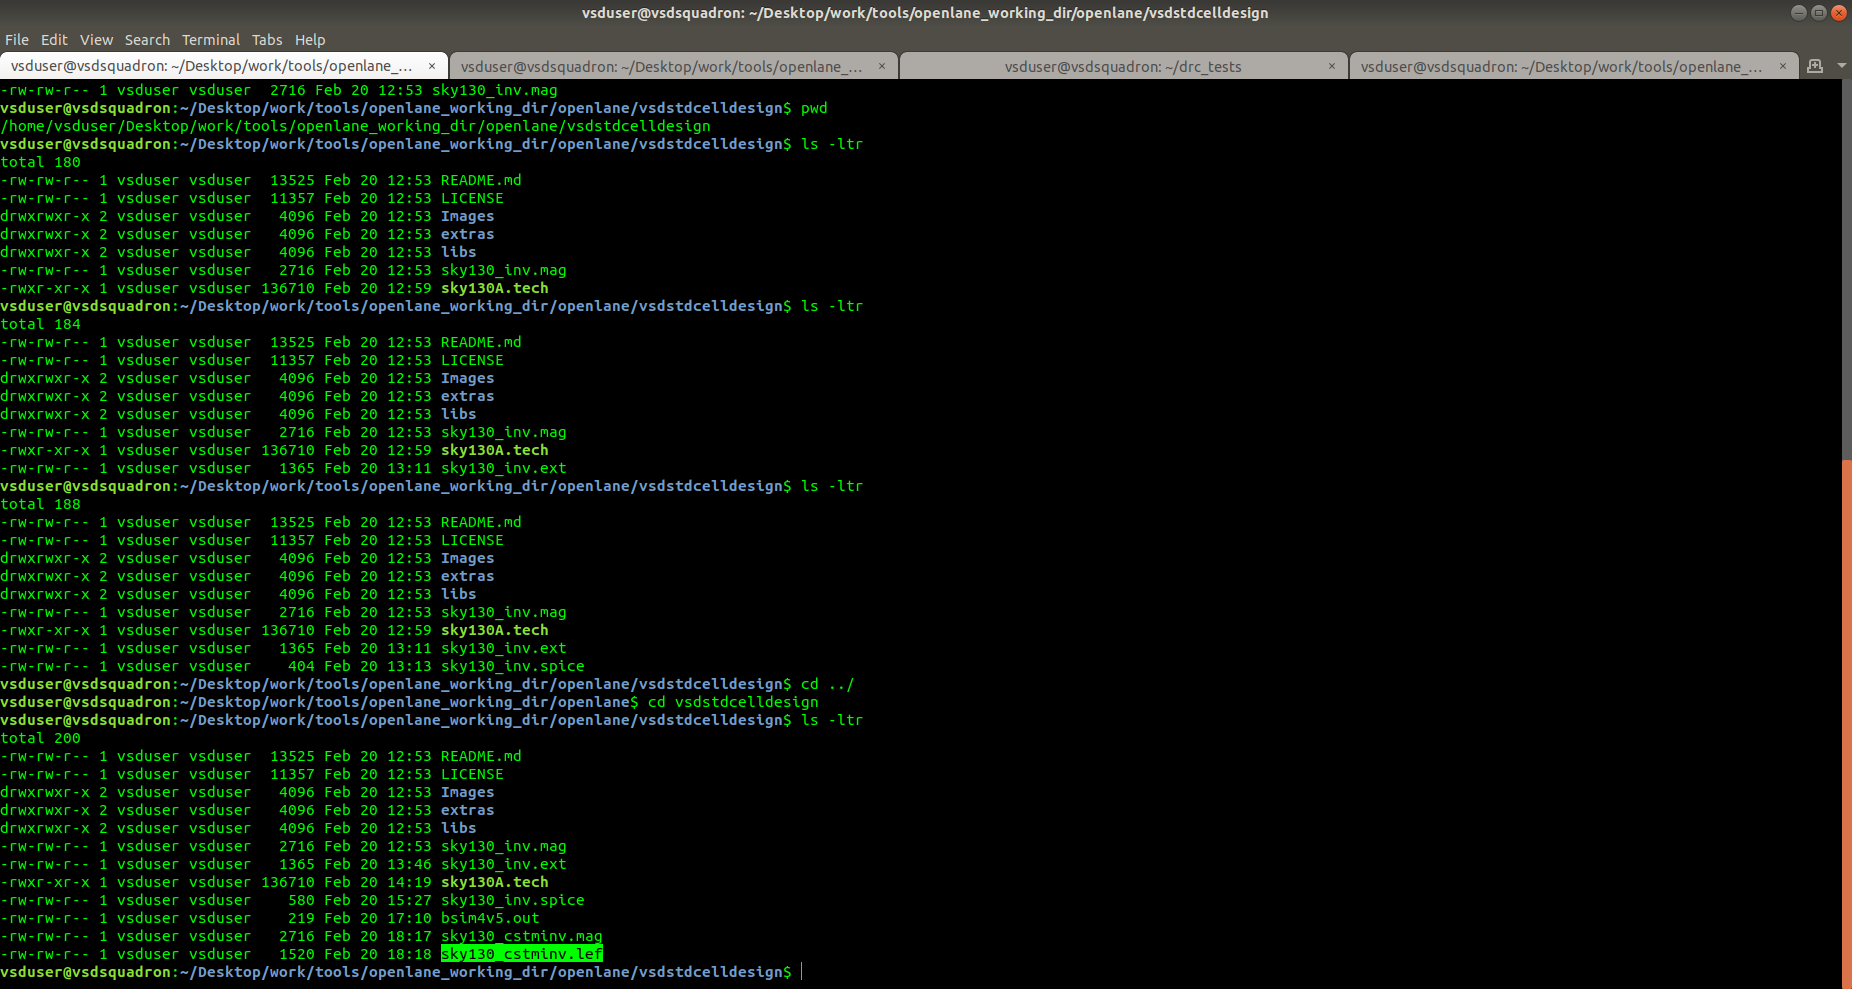 vsduser@vsdsquadron: ~/Desktop/work/tools/openlane_working_dir/openlane/vsdstdcelldesign
File Edit View Search Terminal Tabs Help
vsduser@vsdsquadron: ~/Desktop/work/tools/openlane_... × vsduser@vsdsquadron: ~/Desktop/work/tools/openlane_... × vsduser@vsdsquadron: ~/drc_tests × vsduser@vsdsquadron: ~/Desktop/work/tools/openlane_... ×
-rw-rw-r-- 1 vsduser vsduser  2716 Feb 20 12:53 sky130_inv.mag
vsduser@vsdsquadron:~/Desktop/work/tools/openlane_working_dir/openlane/vsdstdcelldesign$ pwd
/home/vsduser/Desktop/work/tools/openlane_working_dir/openlane/vsdstdcelldesign
vsduser@vsdsquadron:~/Desktop/work/tools/openlane_working_dir/openlane/vsdstdcelldesign$ ls -ltr
total 180
-rw-rw-r-- 1 vsduser vsduser  13525 Feb 20 12:53 README.md
-rw-rw-r-- 1 vsduser vsduser  11357 Feb 20 12:53 LICENSE
drwxrwxr-x 2 vsduser vsduser   4096 Feb 20 12:53 Images
drwxrwxr-x 2 vsduser vsduser   4096 Feb 20 12:53 extras
drwxrwxr-x 2 vsduser vsduser   4096 Feb 20 12:53 libs
-rw-rw-r-- 1 vsduser vsduser   2716 Feb 20 12:53 sky130_inv.mag
-rwxr-xr-x 1 vsduser vsduser 136710 Feb 20 12:59 sky130A.tech
vsduser@vsdsquadron:~/Desktop/work/tools/openlane_working_dir/openlane/vsdstdcelldesign$ ls -ltr
total 184
-rw-rw-r-- 1 vsduser vsduser  13525 Feb 20 12:53 README.md
-rw-rw-r-- 1 vsduser vsduser  11357 Feb 20 12:53 LICENSE
drwxrwxr-x 2 vsduser vsduser   4096 Feb 20 12:53 Images
drwxrwxr-x 2 vsduser vsduser   4096 Feb 20 12:53 extras
drwxrwxr-x 2 vsduser vsduser   4096 Feb 20 12:53 libs
-rw-rw-r-- 1 vsduser vsduser   2716 Feb 20 12:53 sky130_inv.mag
-rwxr-xr-x 1 vsduser vsduser 136710 Feb 20 12:59 sky130A.tech
-rw-rw-r-- 1 vsduser vsduser   1365 Feb 20 13:11 sky130_inv.ext
vsduser@vsdsquadron:~/Desktop/work/tools/openlane_working_dir/openlane/vsdstdcelldesign$ ls -ltr
total 188
-rw-rw-r-- 1 vsduser vsduser  13525 Feb 20 12:53 README.md
-rw-rw-r-- 1 vsduser vsduser  11357 Feb 20 12:53 LICENSE
drwxrwxr-x 2 vsduser vsduser   4096 Feb 20 12:53 Images
drwxrwxr-x 2 vsduser vsduser   4096 Feb 20 12:53 extras
drwxrwxr-x 2 vsduser vsduser   4096 Feb 20 12:53 libs
-rw-rw-r-- 1 vsduser vsduser   2716 Feb 20 12:53 sky130_inv.mag
-rwxr-xr-x 1 vsduser vsduser 136710 Feb 20 12:59 sky130A.tech
-rw-rw-r-- 1 vsduser vsduser   1365 Feb 20 13:11 sky130_inv.ext
-rw-rw-r-- 1 vsduser vsduser    404 Feb 20 13:13 sky130_inv.spice
vsduser@vsdsquadron:~/Desktop/work/tools/openlane_working_dir/openlane/vsdstdcelldesign$ cd ../
vsduser@vsdsquadron:~/Desktop/work/tools/openlane_working_dir/openlane$ cd vsdstdcelldesign
vsduser@vsdsquadron:~/Desktop/work/tools/openlane_working_dir/openlane/vsdstdcelldesign$ ls -ltr
total 200
-rw-rw-r-- 1 vsduser vsduser  13525 Feb 20 12:53 README.md
-rw-rw-r-- 1 vsduser vsduser  11357 Feb 20 12:53 LICENSE
drwxrwxr-x 2 vsduser vsduser   4096 Feb 20 12:53 Images
drwxrwxr-x 2 vsduser vsduser   4096 Feb 20 12:53 extras
drwxrwxr-x 2 vsduser vsduser   4096 Feb 20 12:53 libs
-rw-rw-r-- 1 vsduser vsduser   2716 Feb 20 12:53 sky130_inv.mag
-rw-rw-r-- 1 vsduser vsduser   1365 Feb 20 13:46 sky130_inv.ext
-rwxr-xr-x 1 vsduser vsduser 136710 Feb 20 14:19 sky130A.tech
-rw-rw-r-- 1 vsduser vsduser    580 Feb 20 15:27 sky130_inv.spice
-rw-rw-r-- 1 vsduser vsduser    219 Feb 20 17:10 bsim4v5.out
-rw-rw-r-- 1 vsduser vsduser   2716 Feb 20 18:17 sky130_cstminv.mag
-rw-rw-r-- 1 vsduser vsduser   1520 Feb 20 18:18 sky130_cstminv.lef
vsduser@vsdsquadron:~/Desktop/work/tools/openlane_working_dir/openlane/vsdstdcelldesign$